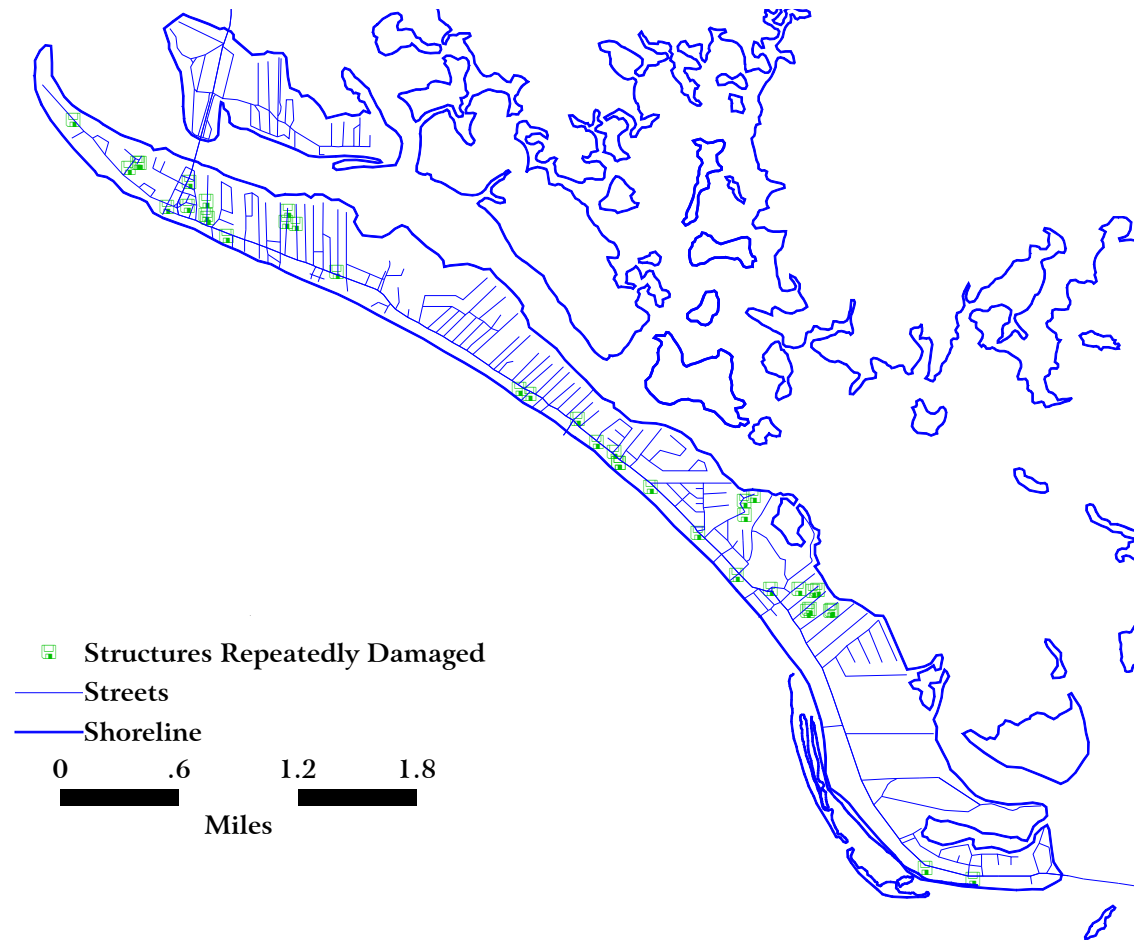 Structures Repeatedly Damaged
Streets
Shoreline
0 .6 1.2 1.8
Miles